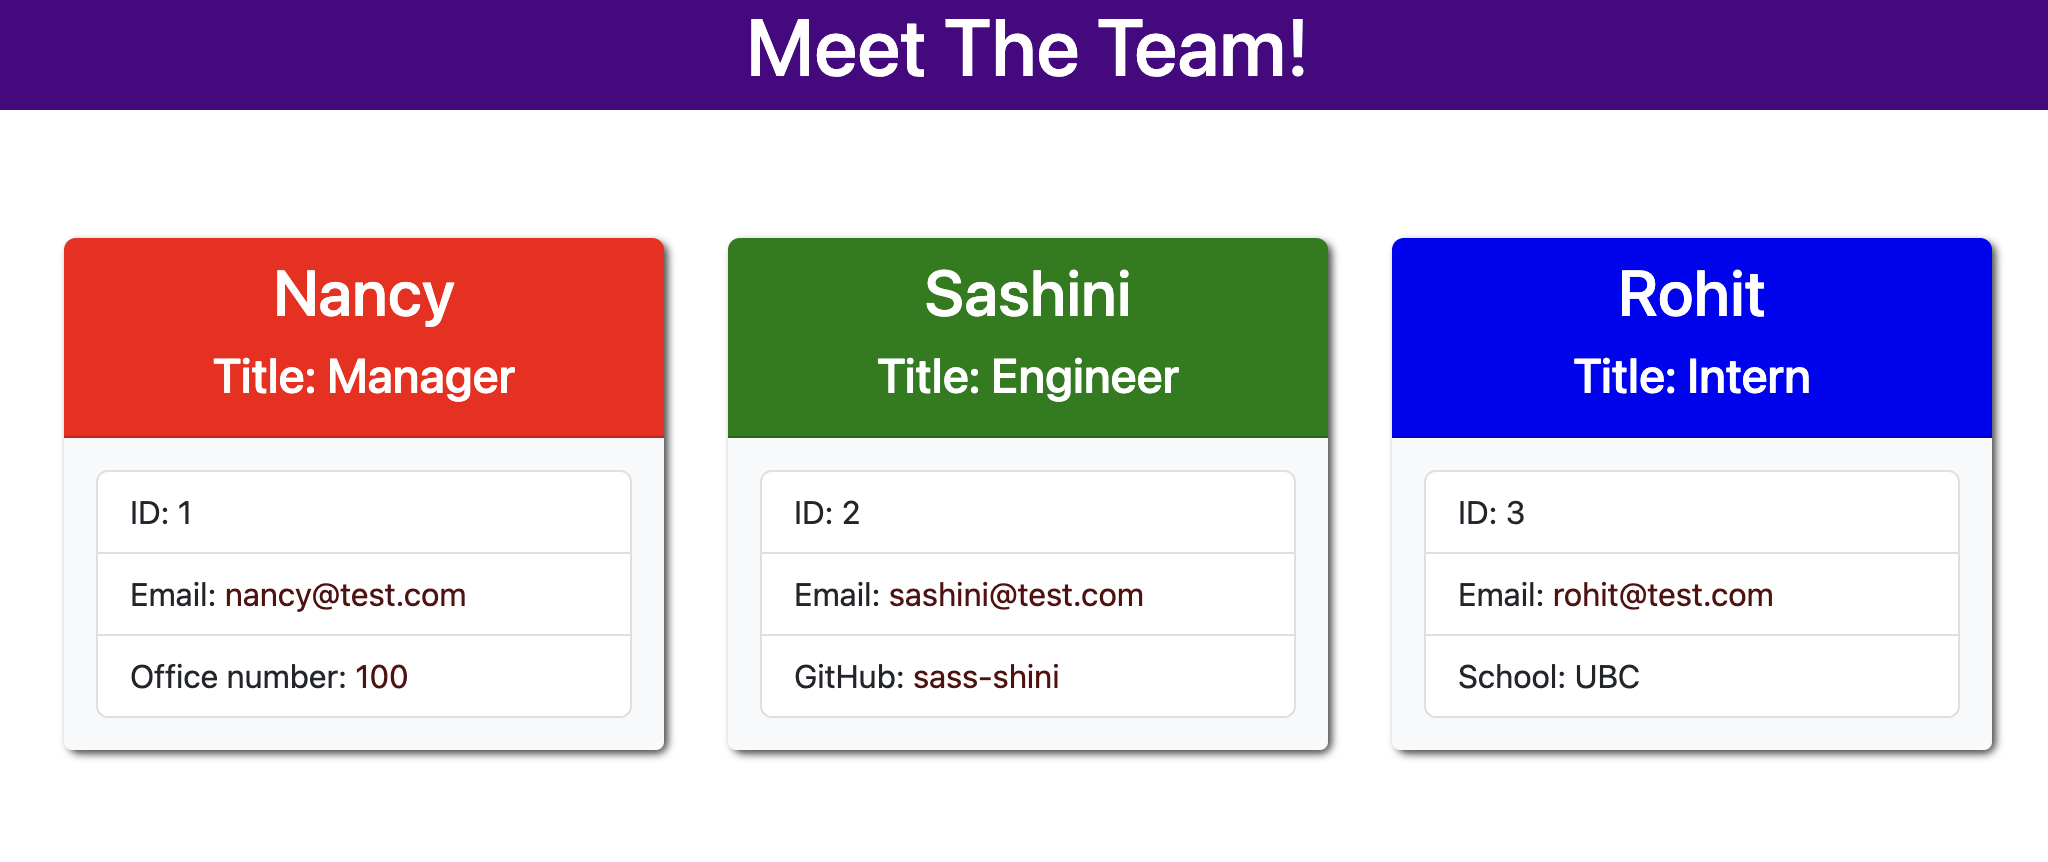 Meet The Team!
Nancy
Title: Manager
ID: 1
Email: nancy@test.com
Office number: 100
Sashini
Title: Engineer
ID: 2
Email: sashini@test.com
GitHub: sass-shini
Rohit
Title: Intern
ID: 3
Email: rohit@test.com
School: UBC